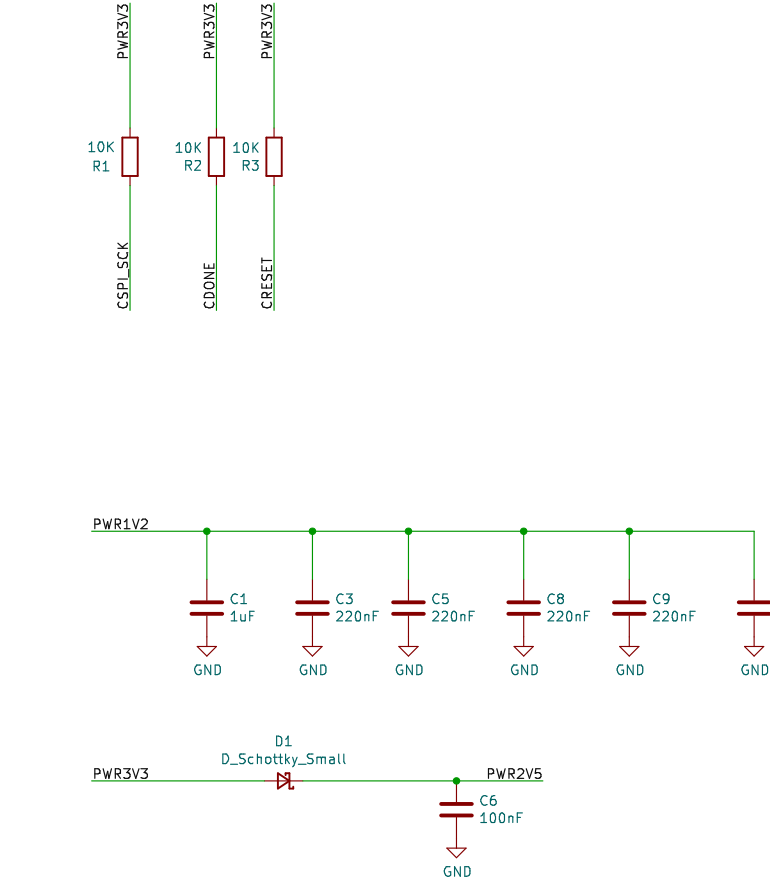 PWR3V3
PWR3V3
PWR3V3
10K
R1
10K
R2
10K
R3
CSPI_SCK
CDONE
CRESET
PWR1V2
C1
1uF
C3
220nF
C5
220nF
C8
220nF
C9
220nF
GND
GND
GND
GND
GND
GND
D1
D_Schottky_Small
PWR3V3
PWR2V5
C6
100nF
GND